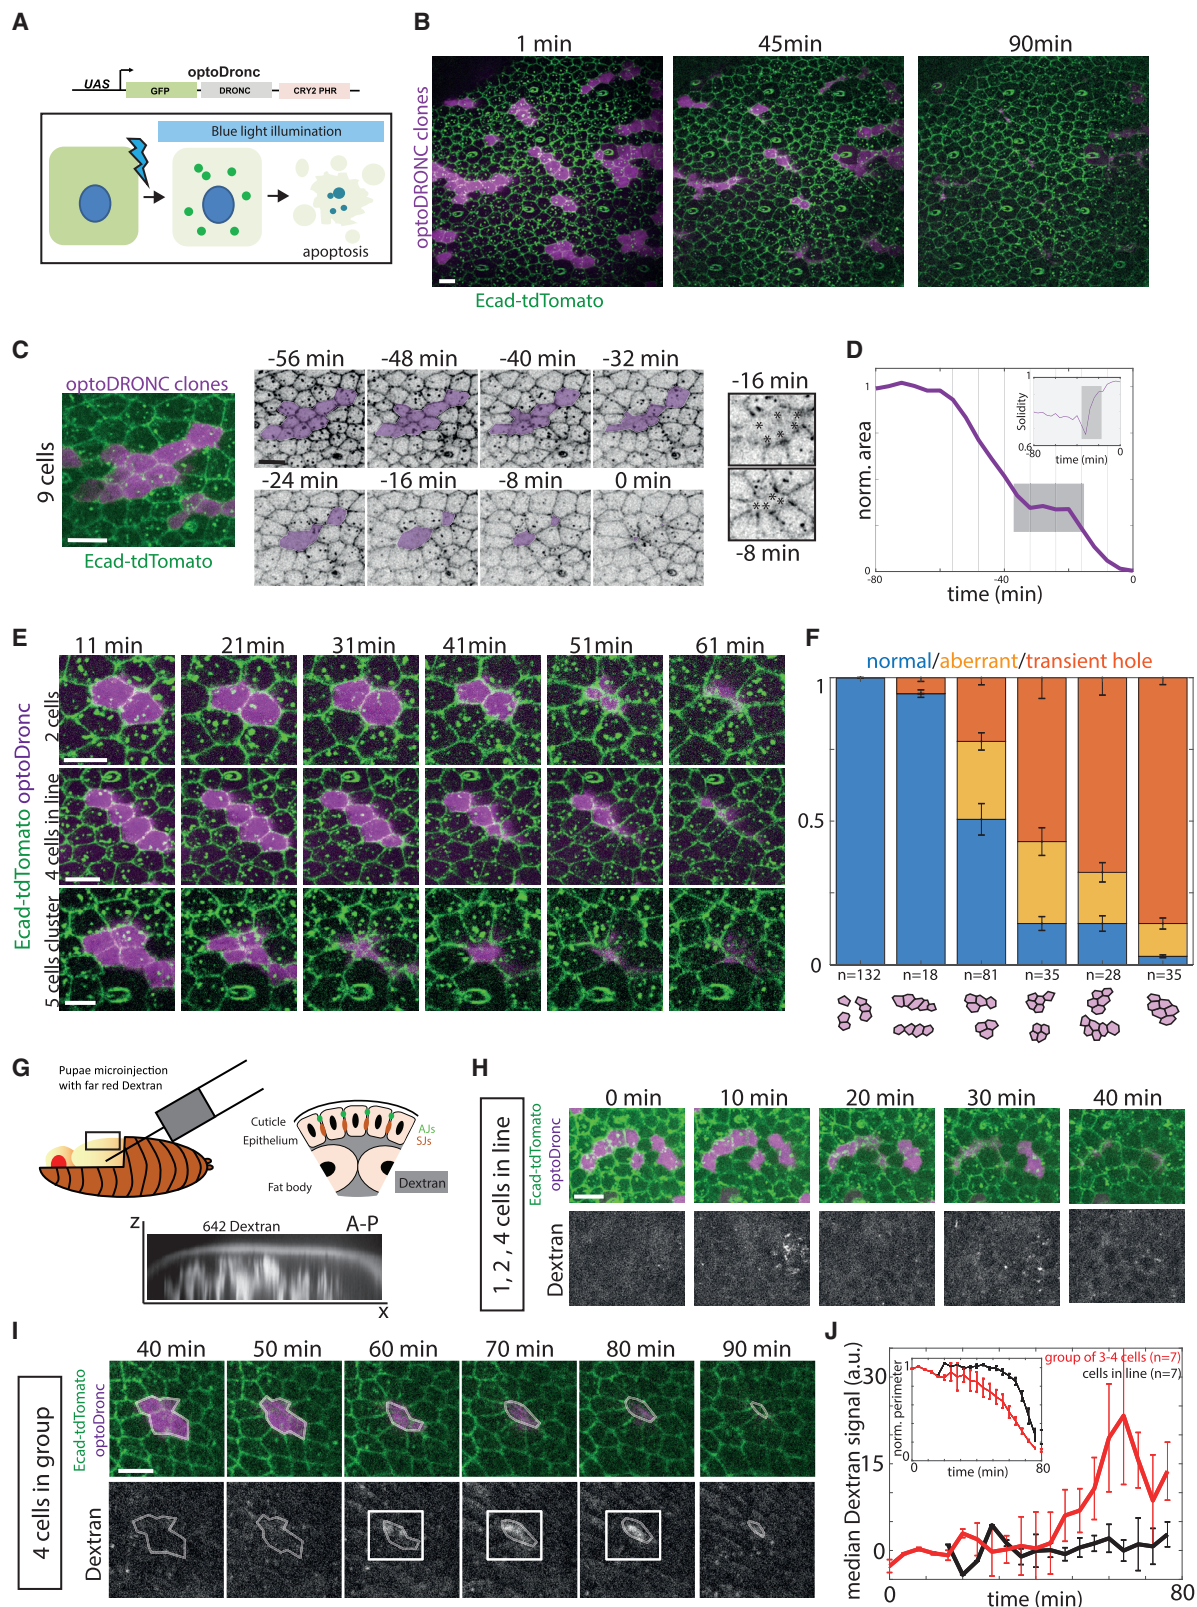 A
optoDronc
UAS
GFP
DRONC
CRY2 PHR
Blue light illumination
apoptosis
B
1 min
45min
90min
optoDRONC clones
Ecad-tdTomato
C
optoDRONC clones
9 cells
Ecad-tdTomato
-56 min
-48 min
-40 min
-32 min
-24 min
-16 min
-8 min
0 min
-16 min
* * * * * *
* * * *
-8 min
D
norm. area
1
0
-80
-40
0
time (min)
Solidity
1
0.6
-80
0
time (min)
E
11 min
21min
31min
41min
51min
61 min
Ecad-tdTomato optoDronc
2 cells
4 cells in line
5 cells cluster
F
normal/aberrant/transient hole
1
0.5
0
n=132
n=18
n=81
n=35
n=28
n=35
G
Pupae microinjection
with far red Dextran
Cuticle
Epithelium
AJs
SJs
Fat body
Dextran
z
642 Dextran
A-P
x
H
1, 2 , 4 cells in line
0 min
10 min
20 min
30 min
40 min
Ecad-tdTomato
optoDronc
Dextran
I
4 cells in group
40 min
50 min
60 min
70 min
80 min
90 min
Ecad-tdTomato
optoDronc
Dextran
J
median Dextran signal (a.u.)
30
15
0
0
80
time (min)
group of 3-4 cells (n=7)
cells in line (n=7)
norm. perimeter
1
0
0
80
time (min)